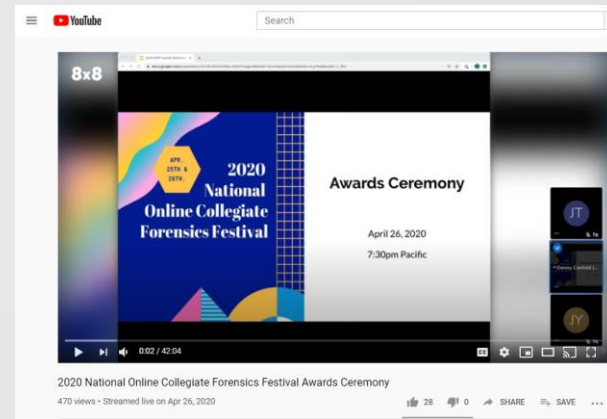 YouTube
Search
8x8
APR.
25TH &
26TH.
2020
National
Online Collegiate
Forensics Festival
Awards Ceremony
April 26, 2020
7:30pm Pacific
JT
JY
0:02 / 42:04
2020 National Online Collegiate Forensics Festival Awards Ceremony
470 views • Streamed live on Apr 26, 2020
28
0
SHARE
SAVE